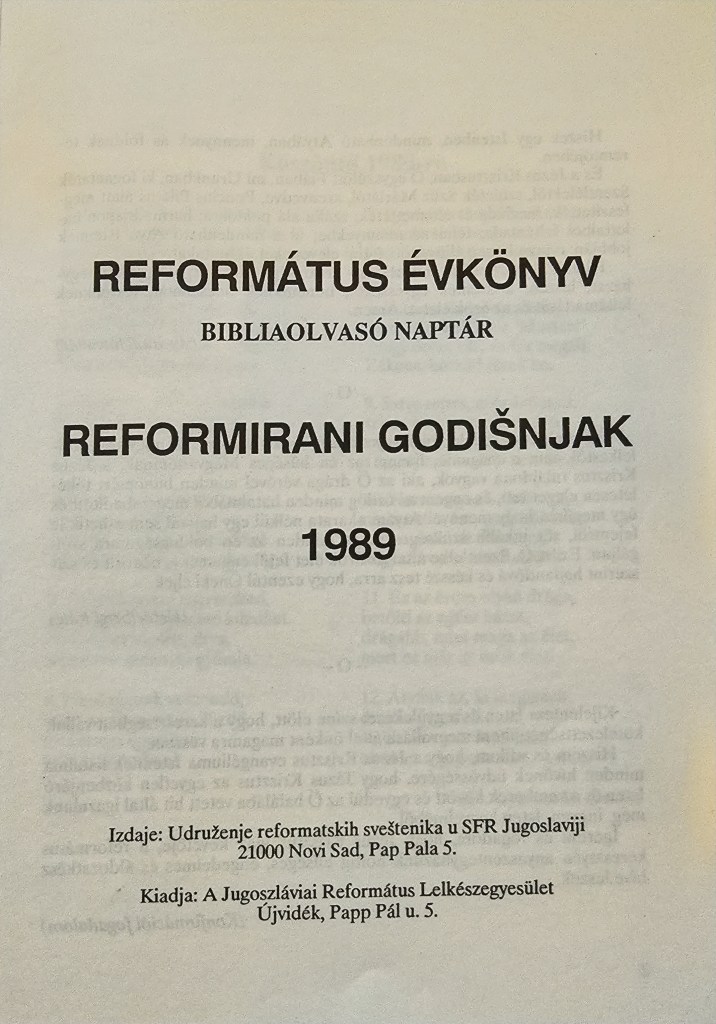 REFORMÁTUS ÉVKÖNYV
BIBLIAOLVASÓ NAPTÁR
REFORMIRANI GODIŠNJAK
1989
Izdaje: Udruženje reformatskih sveštenika u SFR Jugoslaviji
21000 Novi Sad, Pap Pala 5.
Kiadja: A Jugoszláviai Református Lelkészegyesület
Újvidék, Papp Pál u. 5.